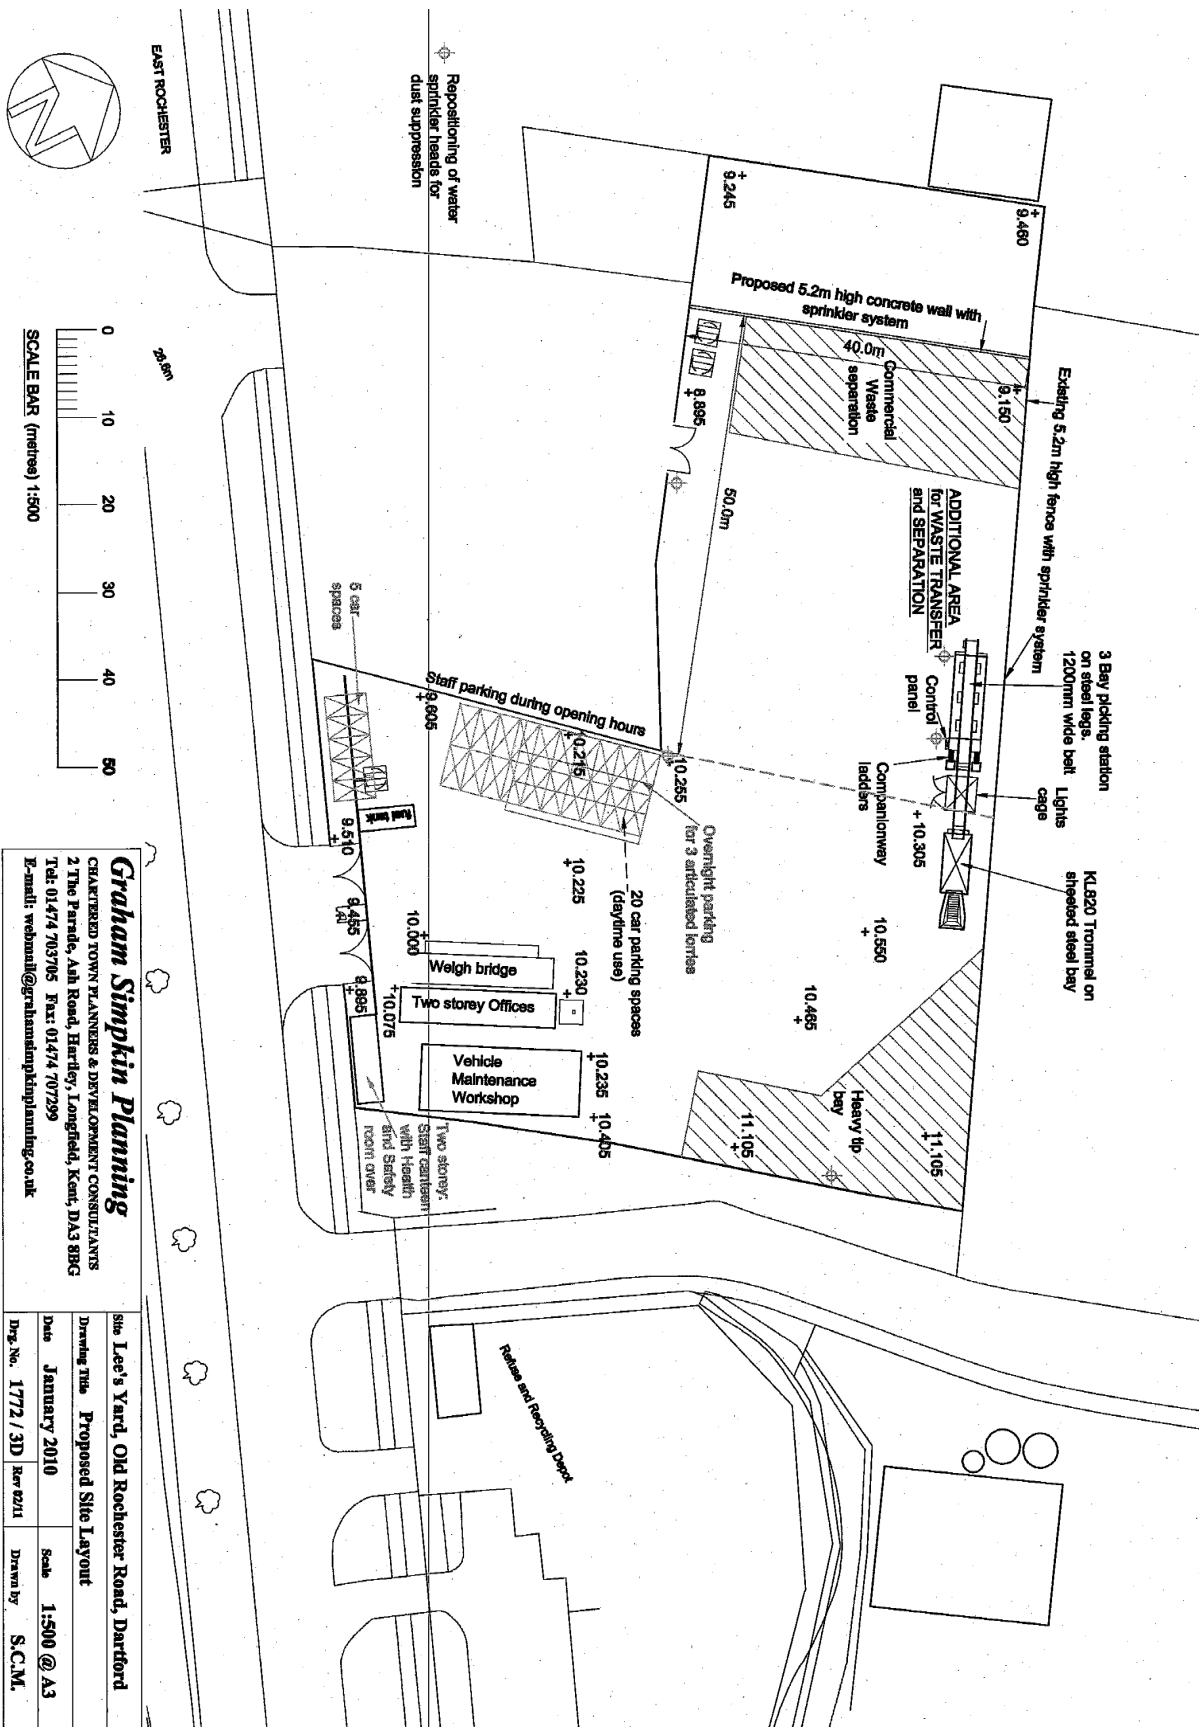 3 Bay picking station
on steel legs.
1200mm wide belt
Lights
cage
KL820 Trommel on
sheeted steel bay
Existing 5.2m high fence with sprinkler system
9.460
9.245
Proposed 5.2m high concrete wall with
sprinkler system
40.0m
9.150
Commercial
Waste
separation
8.895
50.0m
ADDITIONAL AREA
for WASTE TRANSFER
and SEPARATION
Control
panel
Companionway
ladders
10.305
10.550
10.465
Heavy tip
bay
11.105
11.105
Repositioning of water
sprinkler heads for
dust suppression
Staff parking during opening hours
9.605
10.215
10.255
Overnight parking
for 3 articulated lorries
20 car parking spaces
(daytime use)
10.225
10.230
10.235
10.405
5 car
spaces
fuel tank
9.510
9.455
9.895
10.000
10.075
Weigh bridge
Two storey Offices
Vehicle
Maintenance
Workshop
Two storey:
Staff canteen
with Health
and Safety
room over
Refuse and Recycling Depot
EAST ROCHESTER
26.6m
N
0 10 20 30 40 50
SCALE BAR (metres) 1:500
Graham Simpkin Planning
CHARTERED TOWN PLANNERS & DEVELOPMENT CONSULTANTS
2 The Parade, Ash Road, Hartley, Longfield, Kent, DA3 8BG
Tel: 01474 703705 Fax: 01474 707299
E-mail: webmail@grahamsimpkinplanning.co.uk
Site Lee's Yard, Old Rochester Road, Dartford
Drawing Title Proposed Site Layout
Date January 2010
Scale 1:500 @ A3
Drg. No. 1772 / 3D
Rev 02/11
Drawn by S.C.M.